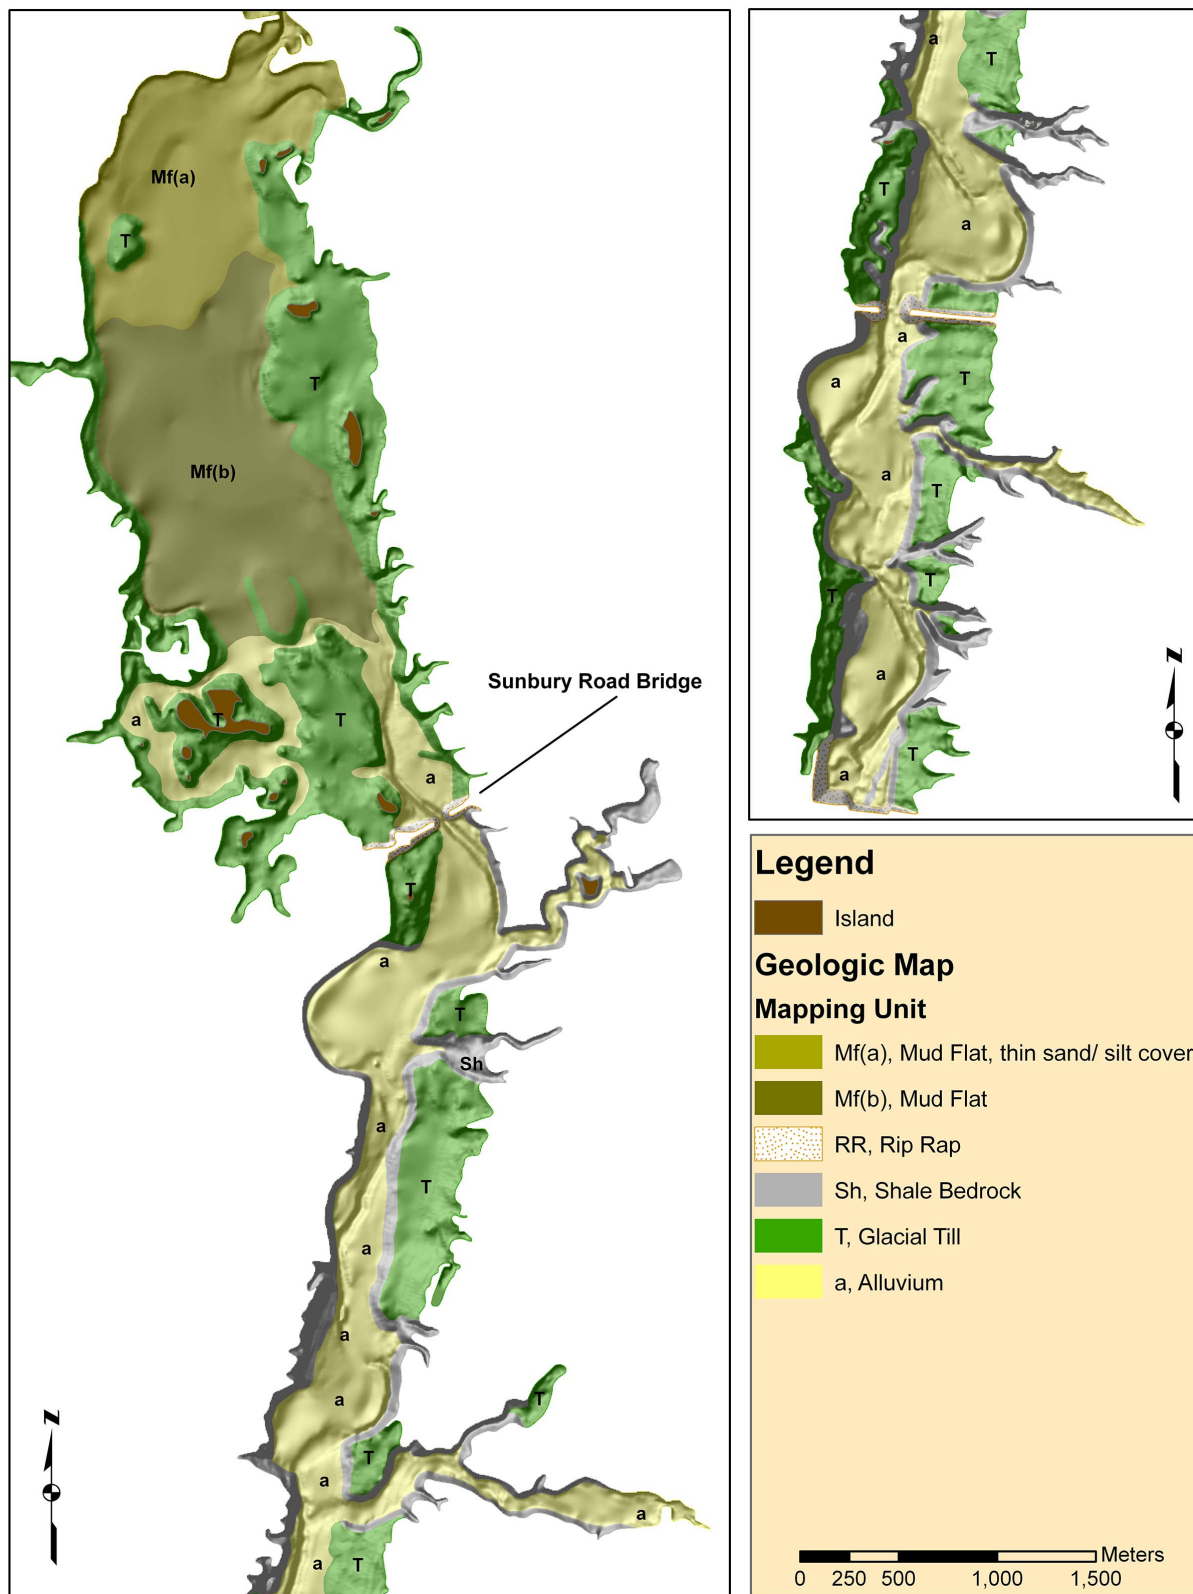 Mf(a)
T
T
Mf(b)
Sunbury Road Bridge
a
T
T
a
T
a
T
Sh
a
T
a
a
a
T
T
a
a
a
T
z
a
T
T
a
a
T
a
a
T
T
T
a
T
a
z
Legend
Island
Geologic Map
Mapping Unit
Mf(a), Mud Flat, thin sand/ silt cover
Mf(b), Mud Flat
RR, Rip Rap
Sh, Shale Bedrock
T, Glacial Till
a, Alluvium
Meters
0 250 500 1,000 1,500